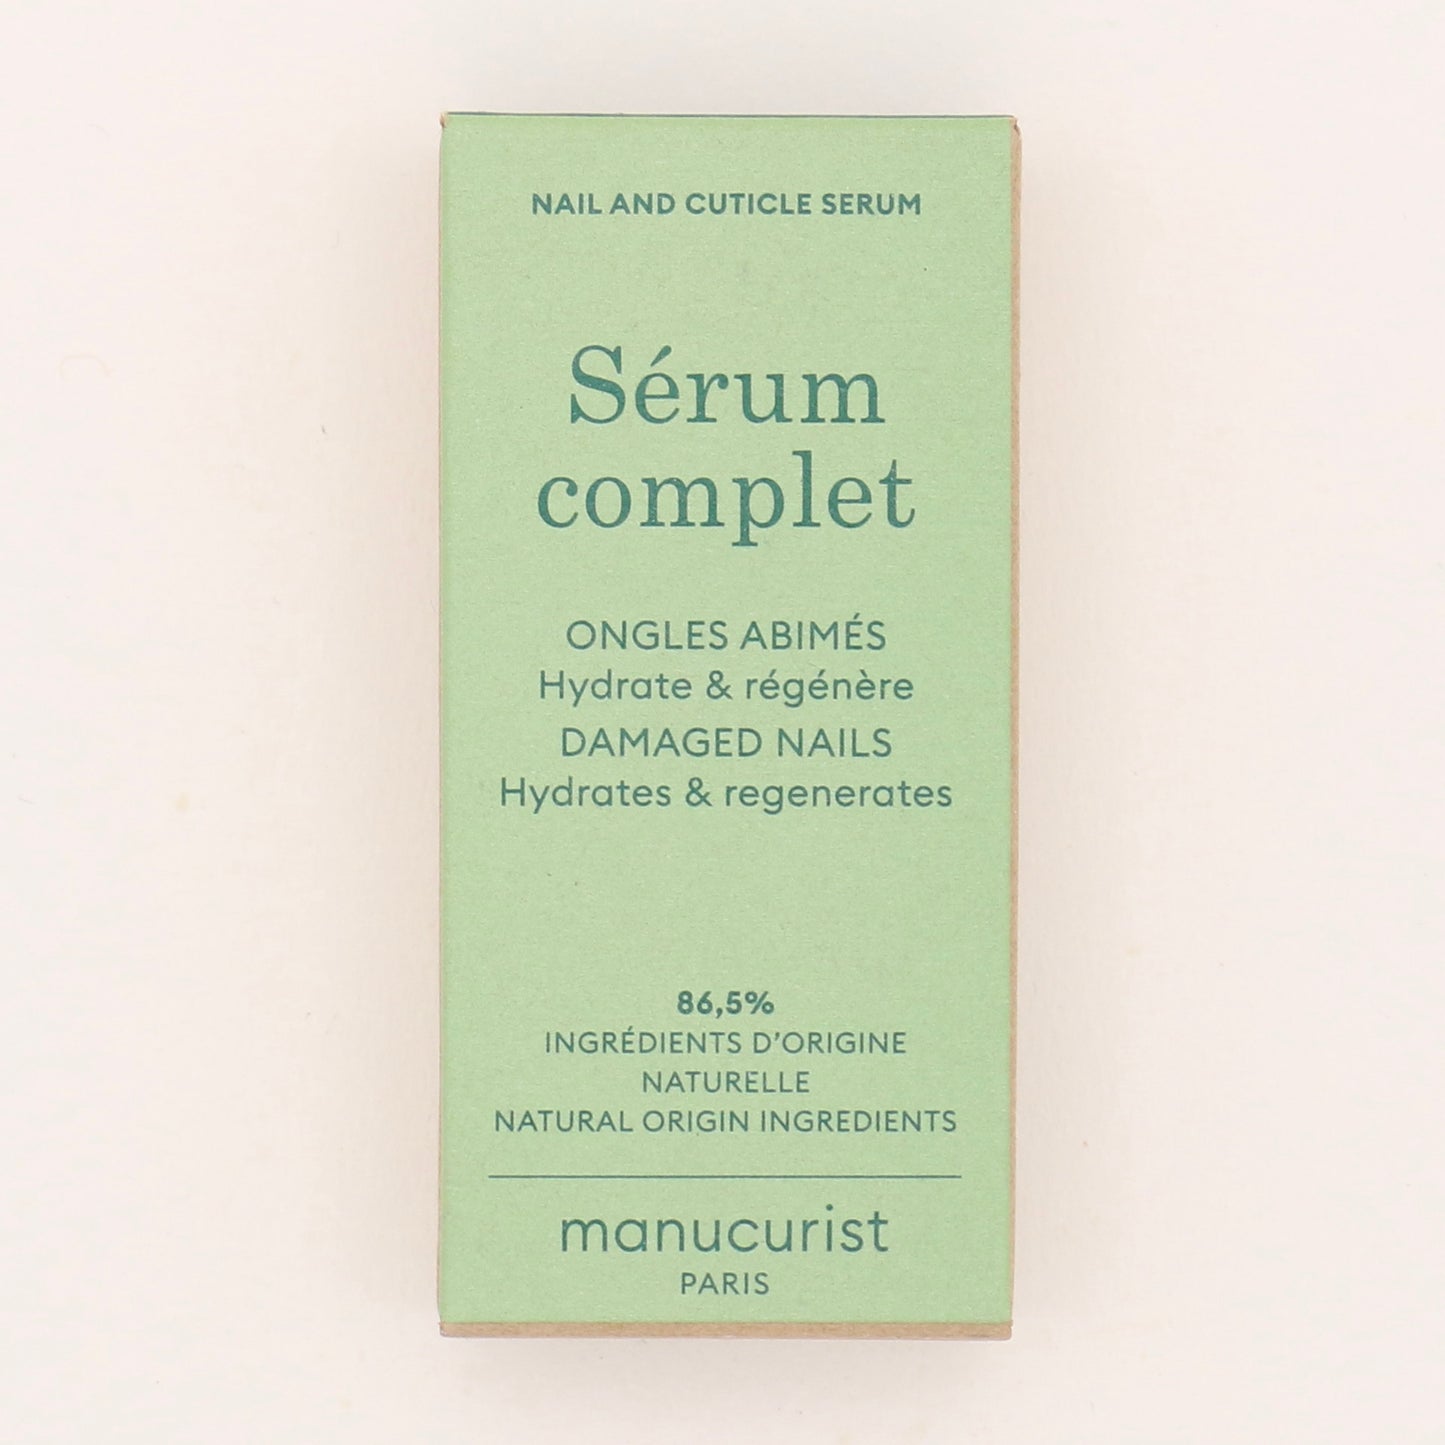 NAIL AND CUTICLE SERUM
Sérum
complet
ONGLES ABIMÉS
Hydrate & régénère
DAMAGED NAILS
Hydrates & regenerates
86,5%
INGRÉDIENTS D'ORIGINE
NATURELLE
NATURAL ORIGIN INGREDIENTS
manucurist
PARIS